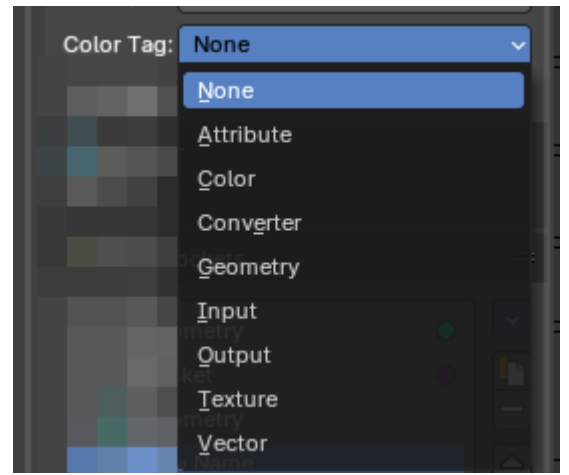 Color Tag: None
None
Attribute
Color
Converter
Geometry
Input
Output
Texture
Vector